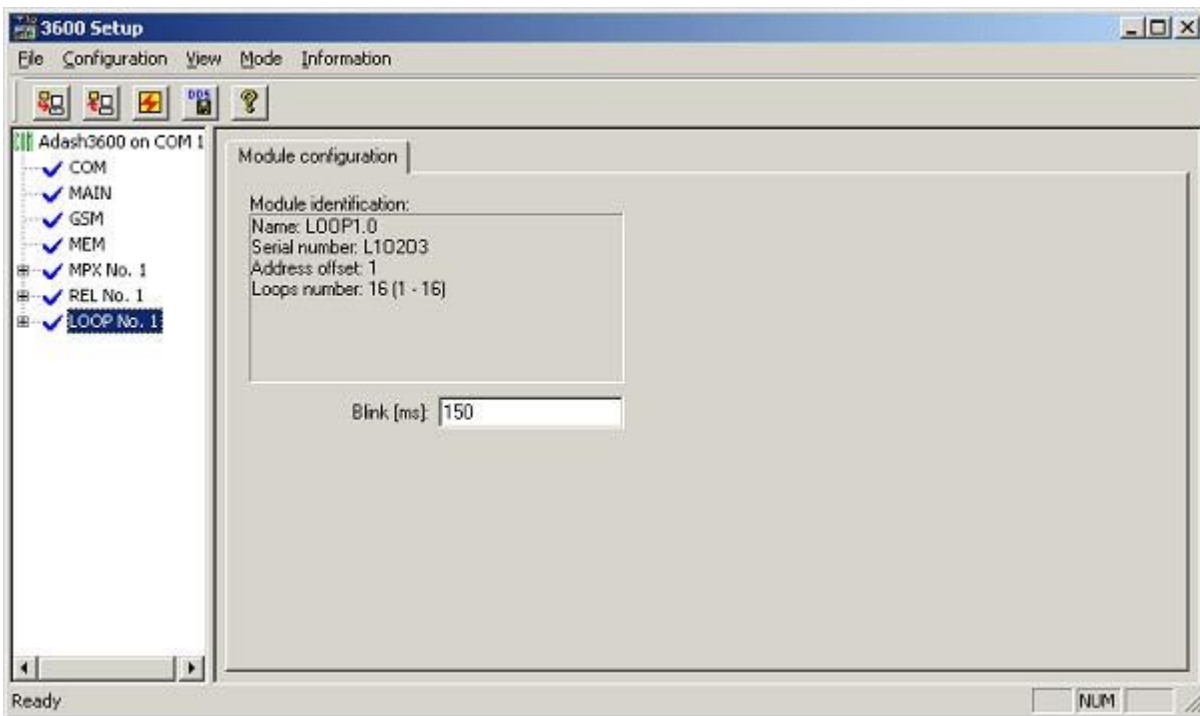 3600 Setup
File Configuration View Mode Information
DDS
Adash3600 on COM 1
COM
MAIN
GSM
MEM
MPX No. 1
REL No. 1
LOOP No. 1
Module configuration
Module identification:
Name: LOOP1.0
Serial number: L1O2O3
Address offset: 1
Loops number: 16 (1 - 16)
Blink [ms]: 150
Ready
NUM